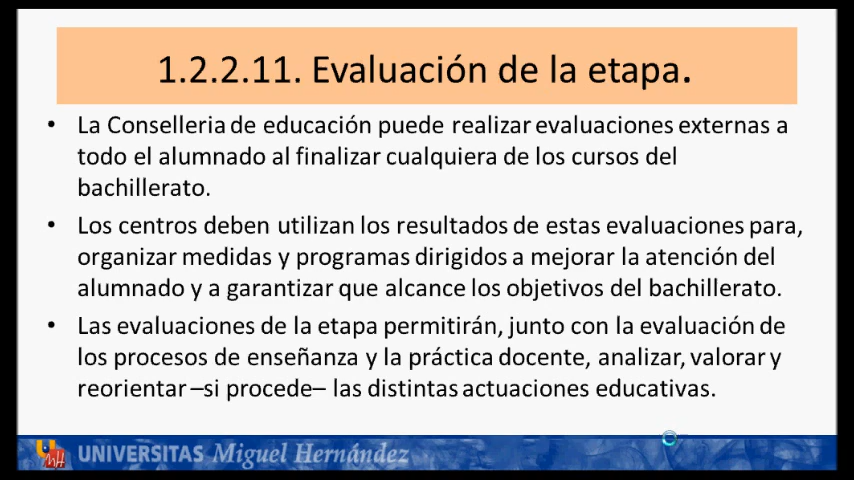 1.2.2.11. Evaluación de la etapa.
• La Conselleria de educación puede realizar evaluaciones externas a
todo el alumnado al finalizar cualquiera de los cursos del
bachillerato.
• Los centros deben utilizan los resultados de estas evaluaciones para,
organizar medidas y programas dirigidos a mejorar la atención del
alumnado y a garantizar que alcance los objetivos del bachillerato.
• Las evaluaciones de la etapa permitirán, junto con la evaluación de
los procesos de enseñanza y la práctica docente, analizar, valorar y
reorientar –si procede– las distintas actuaciones educativas.
UNIVERSITAS Miguel Hernández